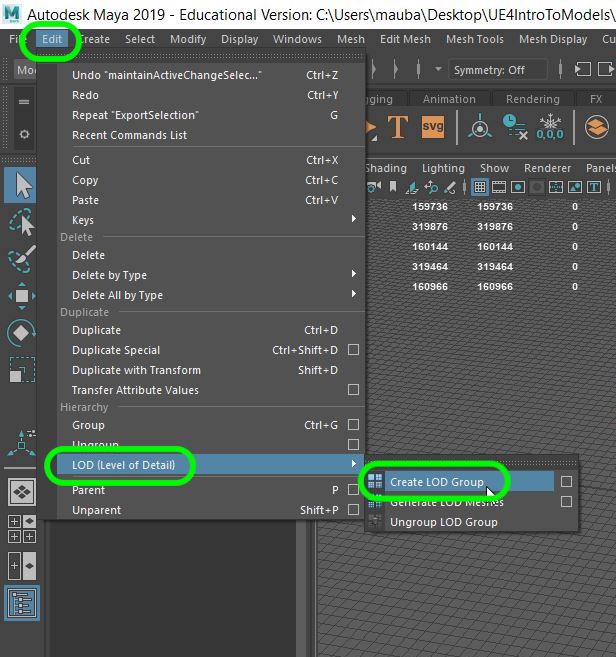 Autodesk Maya 2019 - Educational Version: C:\Users\mauba\Desktop\UE4IntroToModels\
Edit Create Select Modify Display Windows Mesh Edit Mesh Mesh Tools Mesh Display
Symmetry: Off
Undo "maintainActiveChangeSelec..." Ctrl+Z
Redo Ctrl+Y
Animation Rendering FX
Repeat "ExportSelection" G
SVG 0,0,0
Recent Commands List
Cut Ctrl+X
Shading Lighting Show Renderer Panels
Copy Ctrl+C
Paste Ctrl+V
159736 159736 0
Keys
319876 319876 0
Delete
160144 160144 0
Delete
319464 319464 0
Delete by Type
160966 160966 0
Delete All by Type
Duplicate
Duplicate Ctrl+D
Duplicate Special Ctrl+Shift+D
Duplicate with Transform Shift+D
Transfer Attribute Values
Hierarchy
Group Ctrl+G
Ungroup
LOD (Level of Detail)
Create LOD Group
Parent P
Generate LOD Meshes
Unparent Shift+P
Ungroup LOD Group